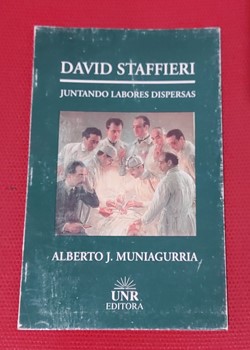 DAVID STAFFIERI
JUNTANDO LABORES DISPERSAS
ALBERTO J. MUNIAGURRIA
UNR
EDITORA